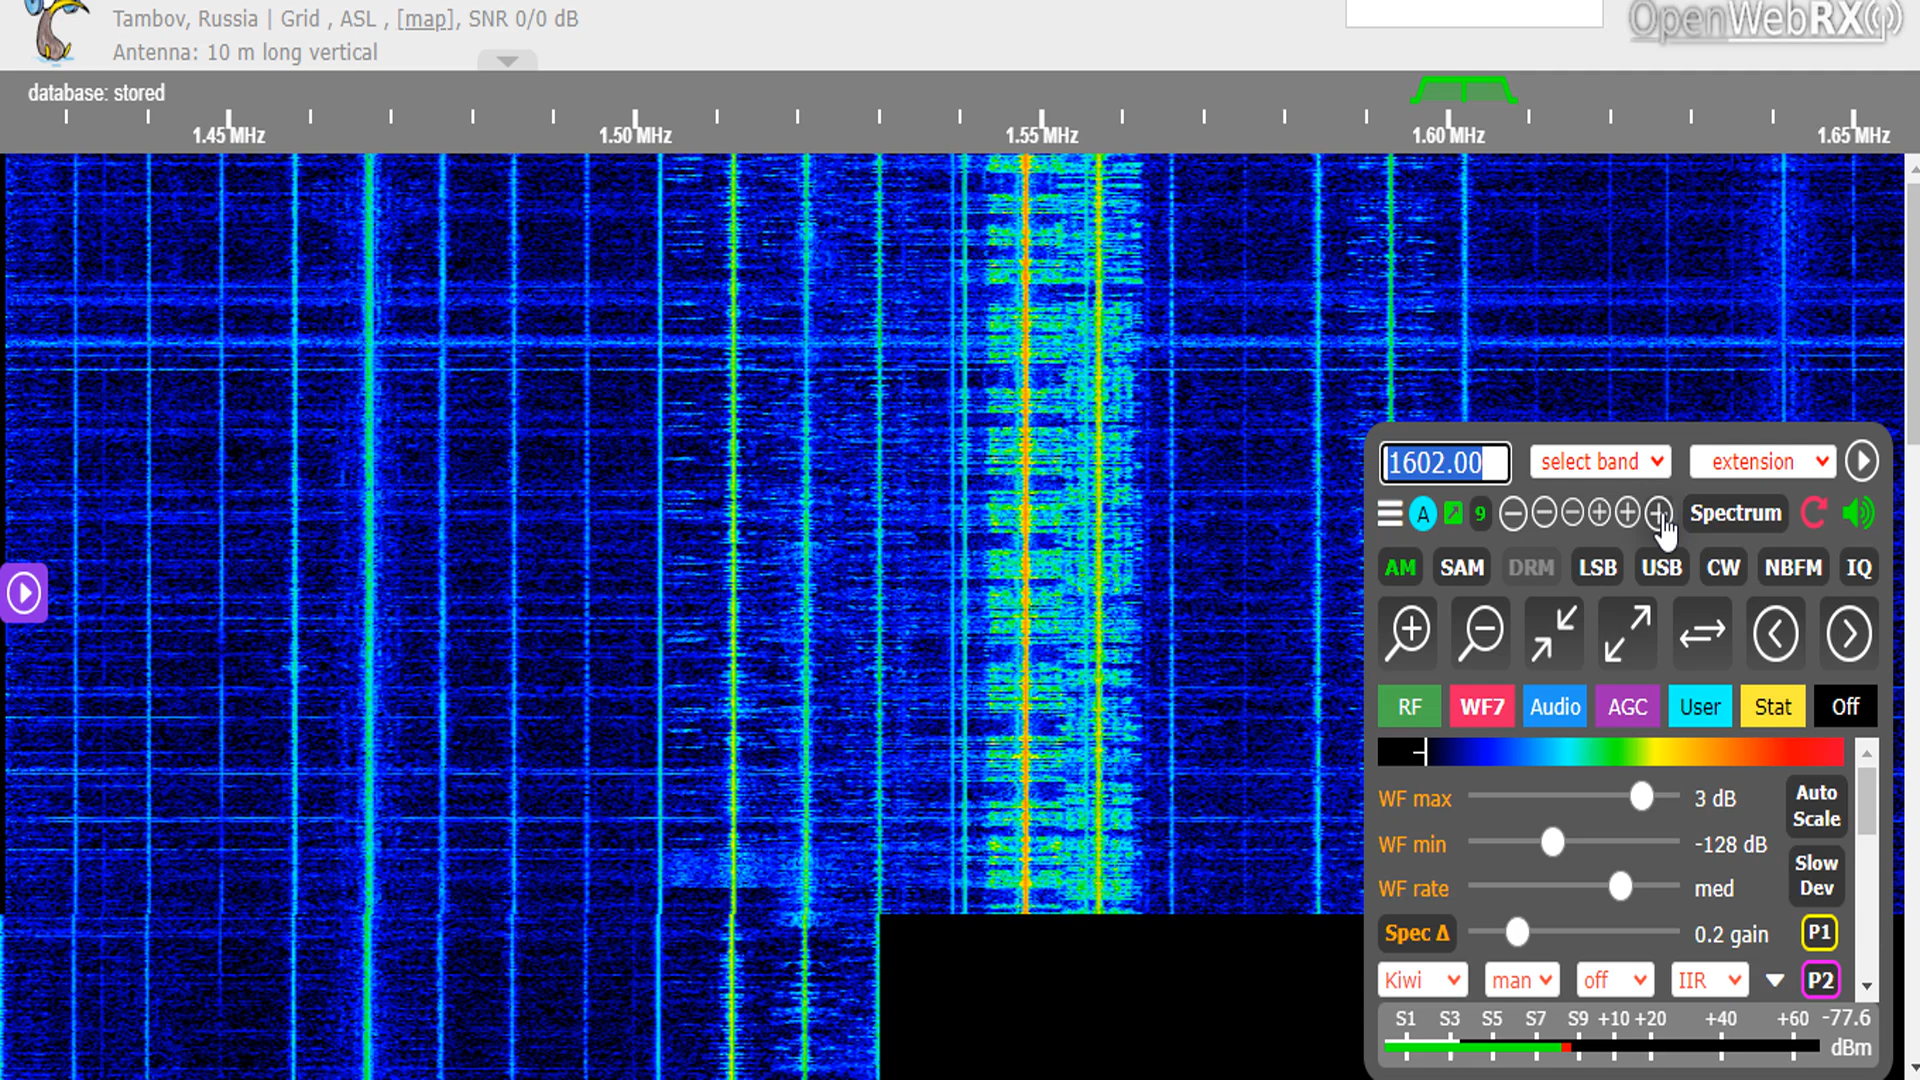 Tambov, Russia | Grid , ASL , [map], SNR 0/0 dB
OpenWebRX
Antenna: 10 m long vertical
database: stored
1.45 MHz 1.50 MHz 1.55 MHz 1.60 MHz 1.65 MHz
1602.00 select band extension
A 9 Spectrum
AM SAM DRM LSB USB CW NBFM IQ
RF WF7 Audio AGC User Stat Off
WF max 3 dB Auto Scale
WF min -128 dB
WF rate med Slow Dev
Spec Δ 0.2 gain P1
Kiwi man off IIR P2
S1 S3 S5 S7 S9 +10 +20 +40 +60 -77.6
dBm